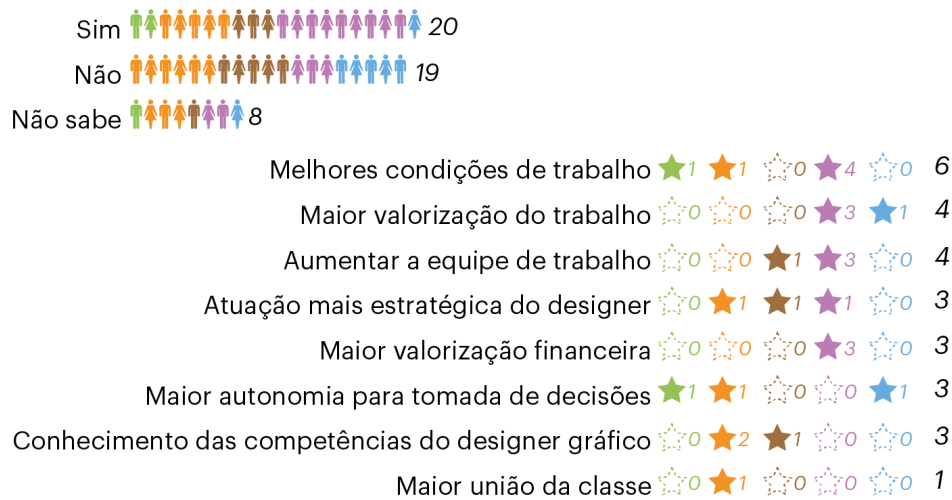 Sim 20
Não 19
Não sabe 8
Melhores condições de trabalho 1 1 0 4 0 6
Maior valorização do trabalho 0 0 0 3 1 4
Aumentar a equipe de trabalho 0 0 1 3 0 4
Atuação mais estratégica do designer 0 1 1 1 0 3
Maior valorização financeira 0 0 0 3 0 3
Maior autonomia para tomada de decisões 1 1 0 0 1 3
Conhecimento das competências do designer gráfico 0 2 1 0 0 3
Maior união da classe 0 1 0 0 0 1